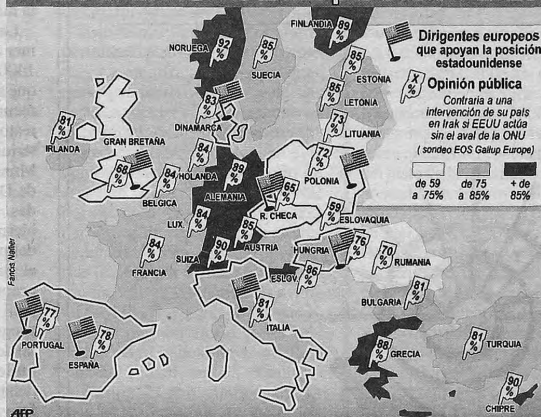 FINLANDIA
89
%
NORUEGA
92
%
85
%
SUECIA
85
%
ESTONIA
85
%
LETONIA
73
%
LITUANIA
Dirigentes europeos
que apoyan la posición
estadounidense
X
%
Opinión pública
Contraria a una
intervención de su país
en Irak si EEUU actúa
sin el aval de la ONU
( sondeo EOS Gallup Europe)
de 59
a 75%
de 75
a 85%
+ de
85%
83
%
DINAMARCA
81
%
IRLANDA
GRAN BRETAÑA
68
%
84
%
HOLANDA
84
%
BELGICA
89
%
ALEMANIA
72
%
POLONIA
65
%
R. CHECA
59
%
ESLOVAQUIA
84
%
LUX.
85
%
AUSTRIA
90
%
SUIZA
84
%
FRANCIA
HUNGRIA
76
%
70
%
RUMANIA
ESLOV.
86
%
81
%
BULGARIA
81
%
ITALIA
77
%
PORTUGAL
78
%
ESPAÑA
88
%
GRECIA
81
%
TURQUIA
90
%
CHIPRE
AFP